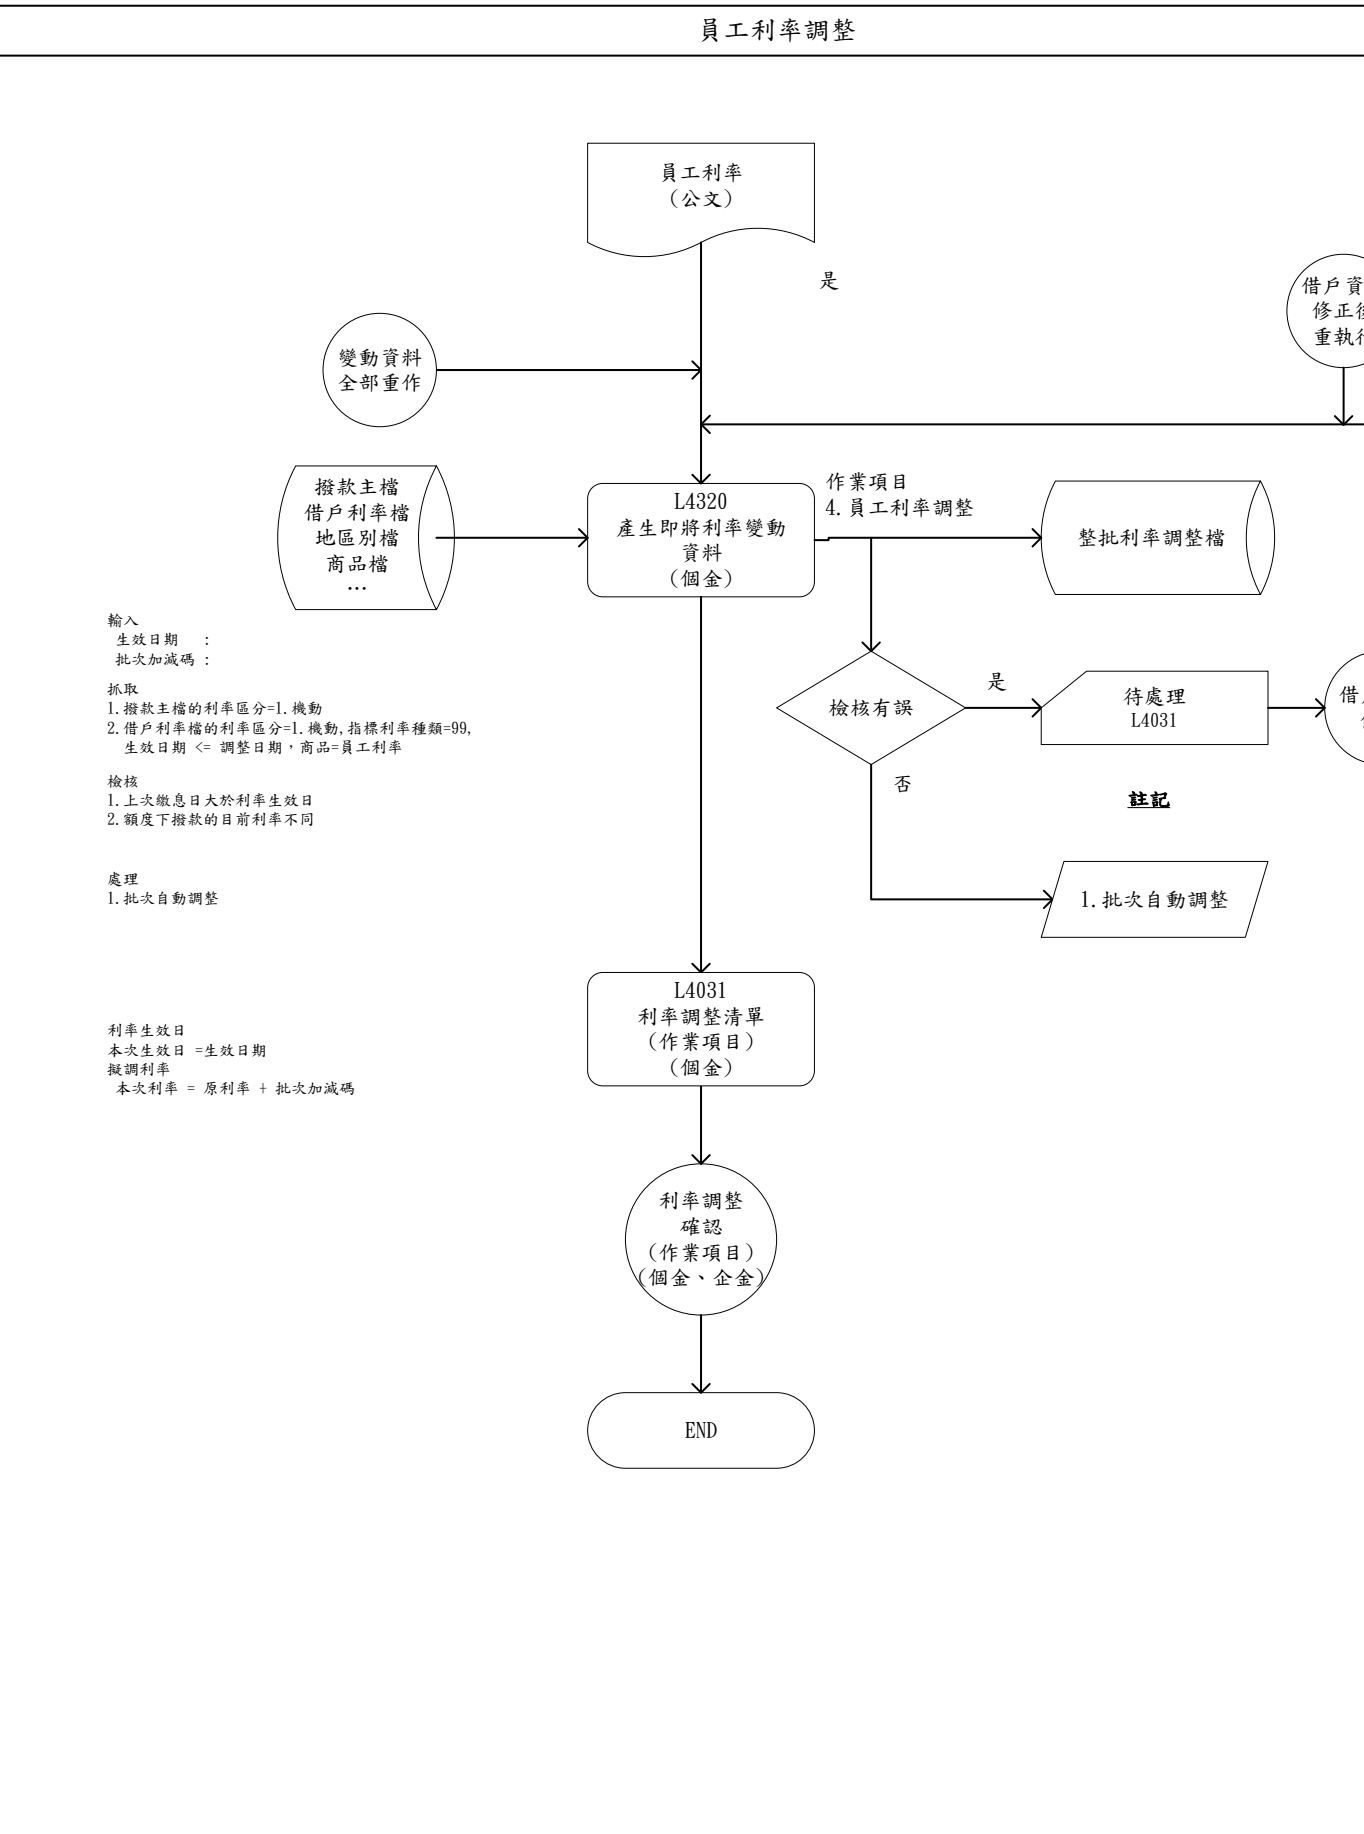 員工利率調整
員工利率
(公文)
是
借戶資
修正後
重執行
變動資料
全部重作
撥款主檔
借戶利率檔
地區別檔
商品檔
...
L4320
產生即將利率變動
資料
(個金)
作業項目
4.員工利率調整
整批利率調整檔
輸入
生效日期 :
批次加減碼 :
抓取
1.撥款主檔的利率區分=1.機動
2.借戶利率檔的利率區分=1.機動,指標利率種類=99,
生效日期 <= 調整日期，商品=員工利率
檢核
1.上次繳息日大於利率生效日
2.額度下撥款的目前利率不同
處理
1.批次自動調整
檢核有誤
是
待處理
L4031
借
否
註記
1.批次自動調整
L4031
利率調整清單
(作業項目)
(個金)
利率生效日
本次生效日 =生效日期
擬調利率
本次利率 = 原利率 + 批次加減碼
利率調整
確認
(作業項目)
(個金、企金)
END